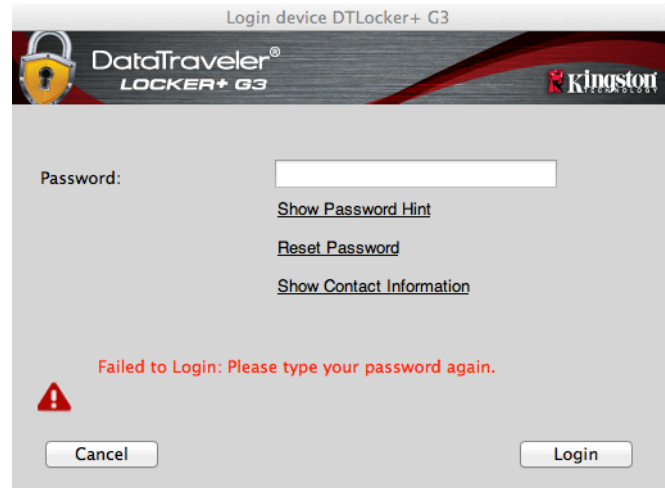 Login device DTLocker+ G3
DataTraveler®
LOCKER+ G3
Kingston
TECHNOLOGY
Password:
Show Password Hint
Reset Password
Show Contact Information
Failed to Login: Please type your password again.
Cancel
Login